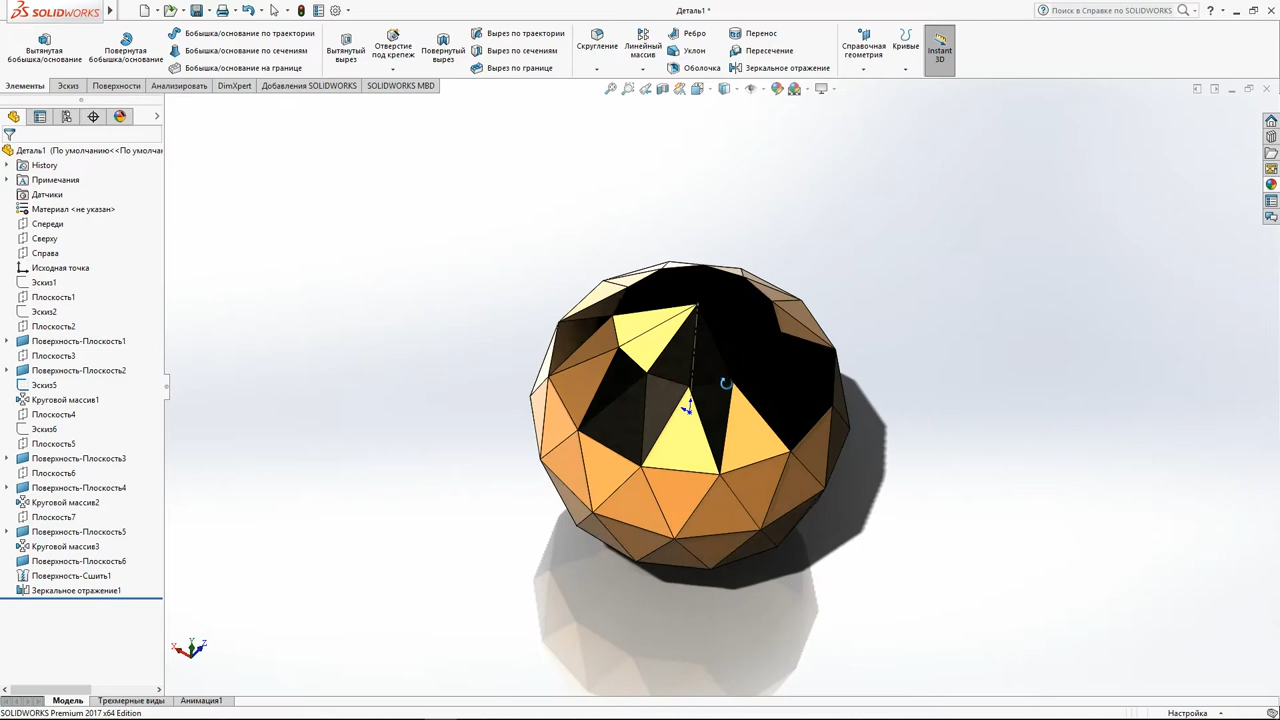 SOLIDWORKS
Деталь1 *
Поиск в Справке SOLIDWORKS
Вытянутая бобышка/основание
Повернутая бобышка/основание
Бобышка/основание по траектории
Бобышка/основание по сечениям
Бобышка/основание на границе
Вытянутый вырез
Отверстие под крепеж
Повернутый вырез
Вырез по траектории
Вырез по сечениям
Вырез по границе
Скругление
Линейный массив
Ребро
Уклон
Оболочка
Перенос
Пересечение
Зеркальное отражение
Справочная геометрия
Кривые
Instant 3D
Элементы
Эскиз
Поверхности
Анализировать
DimXpert
Добавления SOLIDWORKS
SOLIDWORKS MBD
Деталь1 (По умолчанию<<По умолчан
History
Примечания
Датчики
Материал <не указан>
Спереди
Сверху
Справа
Исходная точка
Эскиз1
Плоскость1
Эскиз2
Плоскость2
Поверхность-Плоскость1
Плоскость3
Поверхность-Плоскость2
Эскиз5
Круговой массив1
Плоскость4
Эскиз6
Плоскость5
Поверхность-Плоскость3
Плоскость6
Поверхность-Плоскость4
Круговой массив2
Плоскость7
Поверхность-Плоскость5
Круговой массив3
Поверхность-Плоскость6
Поверхность-Сшить1
Зеркальное отражение1
Y
X
Z
Модель
Трехмерные виды
Анимация1
SOLIDWORKS Premium 2017 x64 Edition
Настройка